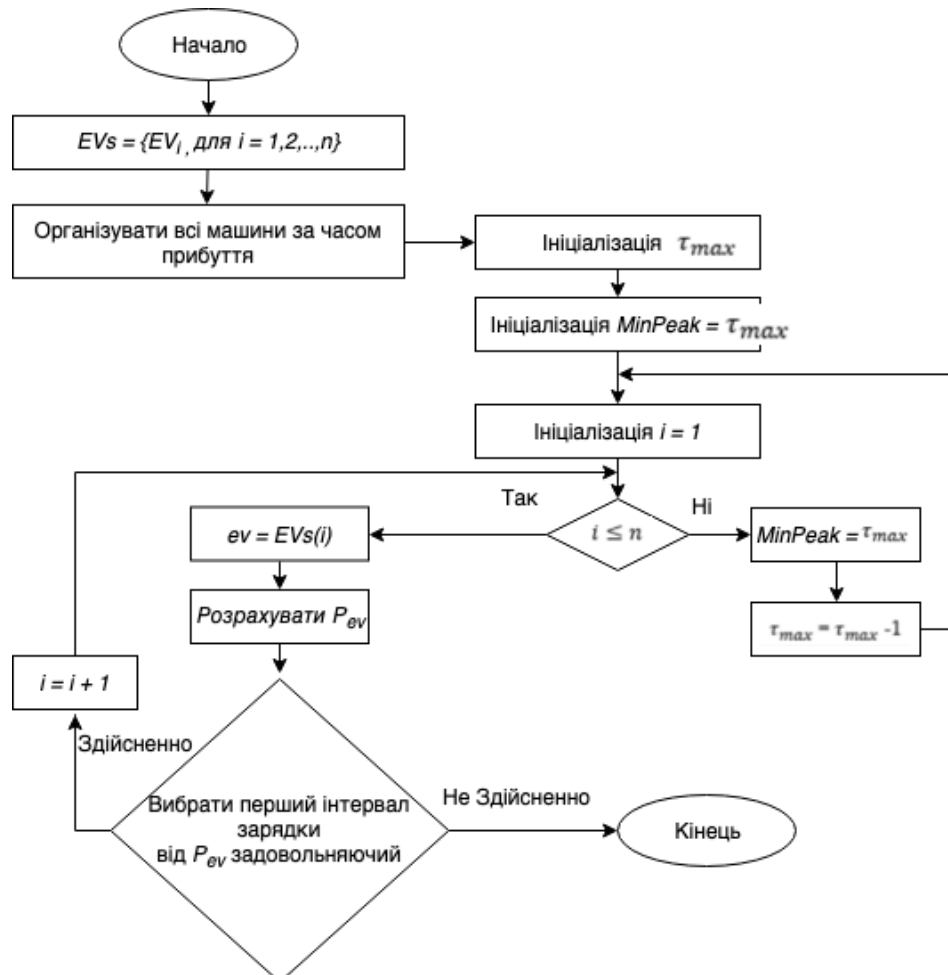 Начало
EVs = {EVi , для i = 1,2,..,n}
Організувати всі машини за часом
прибуття
Ініціалізація τmax
Ініціалізація MinPeak = τmax
Ініціалізація i = 1
Так
i ≤ n
Ні
ev = EVs(i)
MinPeak = τmax
Розрахувати Pev
τmax = τmax -1
i = i + 1
Здійсненно
Вибрати перший інтервал
зарядки
від Pev задовольняючий
Не Здійсненно
Кінець